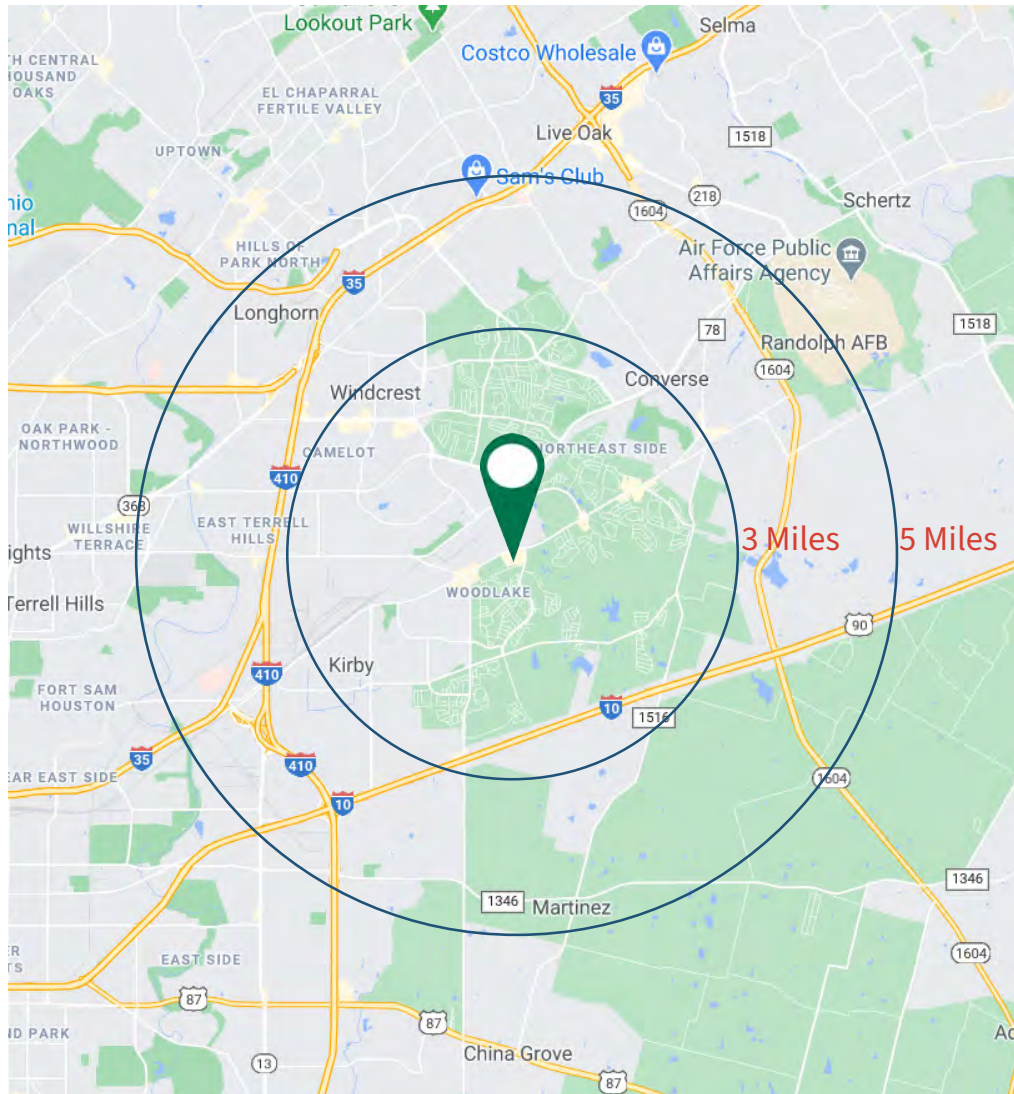 Lookout Park
Selma
Costco Wholesale
TH CENTRAL
HOUSAND
OAKS
EL CHAPARRAL
FERTILE VALLEY
35
Live Oak
1518
UPTOWN
Sam's Club
218
1604
Schertz
nio
nal
HILLS OF
PARK NORTH
Air Force Public
Affairs Agency
35
Longhorn
78
1518
Randolph AFB
1604
Converse
Windcrest
OAK PARK -
NORTHWOOD
CAMELOT
NORTHEAST SIDE
410
368
WILLSHIRE
TERRACE
EAST TERRELL
HILLS
3 Miles
5 Miles
ights
WOODLAKE
Terrell Hills
90
Kirby
410
FORT SAM
HOUSTON
10
1516
35
410
EAR EAST SIDE
1604
10
1346
1346
Martinez
EAST SIDE
1604
87
87
ND PARK
China Grove
13
87